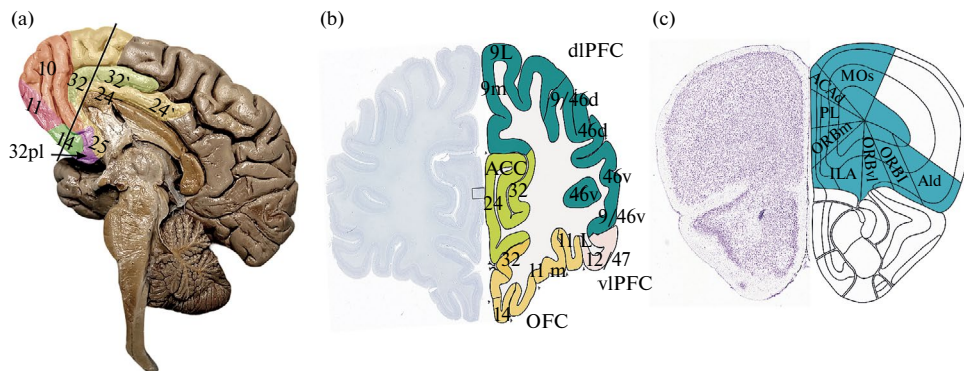 (a)
10
11
32
32`
24
24`
14
25
32pl
(b)
9L
dlPFC
9m
9/46d
46d
ACC
32
24
46v
46v
9/46v
11 L
12/47
32
11 m
vlPFC
14
OFC
(c)
MOs
ACAd
PL
ORBm
ORBvl
ORBl
ILA
AId